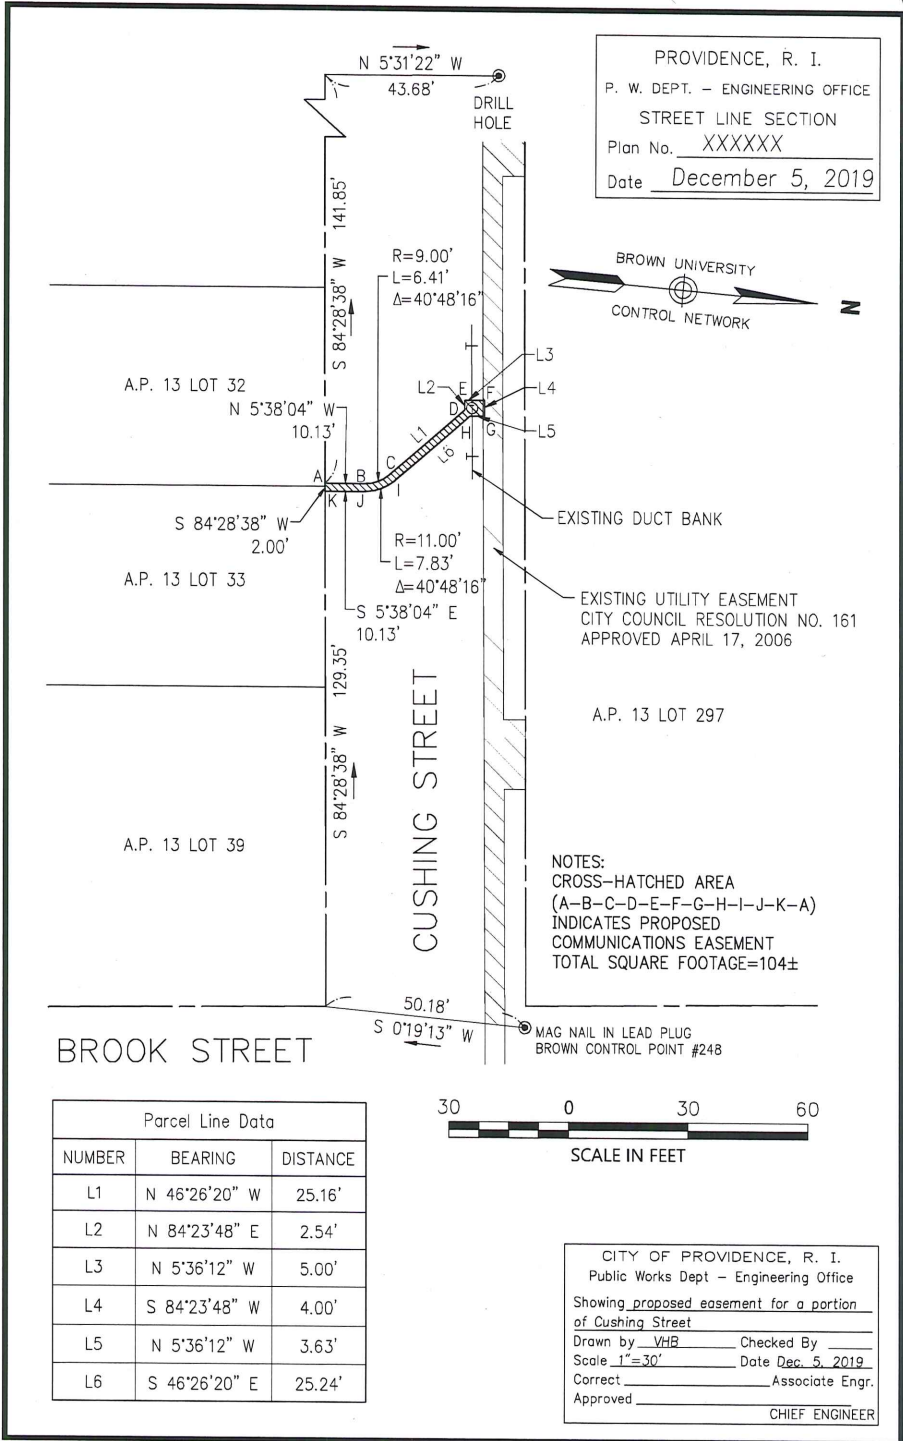 N 5°31'22" W
43.68'
DRILL
HOLE
PROVIDENCE, R. I.
P. W. DEPT. – ENGINEERING OFFICE
STREET LINE SECTION
Plan No. XXXXXX
Date December 5, 2019
S 84°28'38" W 141.85'
R=9.00'
L=6.41'
Δ=40°48'16"
BROWN UNIVERSITY
CONTROL NETWORK
N
A.P. 13 LOT 32
N 5°38'04" W
10.13'
L2
E
F
L3
L4
D
T
H
G
L5
L1
L6
A
B
C
K
J
I
S 84°28'38" W
2.00'
A.P. 13 LOT 33
R=11.00'
L=7.83'
Δ=40°48'16"
S 5°38'04" E
10.13'
EXISTING DUCT BANK
EXISTING UTILITY EASEMENT
CITY COUNCIL RESOLUTION NO. 161
APPROVED APRIL 17, 2006
S 84°28'38" W 129.35'
CUSHING STREET
A.P. 13 LOT 297
A.P. 13 LOT 39
NOTES:
CROSS–HATCHED AREA
(A–B–C–D–E–F–G–H–I–J–K–A)
INDICATES PROPOSED
COMMUNICATIONS EASEMENT
TOTAL SQUARE FOOTAGE=104±
50.18'
S 0°19'13" W
MAG NAIL IN LEAD PLUG
BROWN CONTROL POINT #248
BROOK STREET
30 0 30 60
SCALE IN FEET
Parcel Line Data
NUMBER BEARING DISTANCE
L1 N 46°26'20" W 25.16'
L2 N 84°23'48" E 2.54'
L3 N 5°36'12" W 5.00'
L4 S 84°23'48" W 4.00'
L5 N 5°36'12" W 3.63'
L6 S 46°26'20" E 25.24'
CITY OF PROVIDENCE, R. I.
Public Works Dept – Engineering Office
Showing proposed easement for a portion
of Cushing Street
Drawn by VHB Checked By
Scale 1"=30' Date Dec. 5, 2019
Correct Associate Engr.
Approved
CHIEF ENGINEER